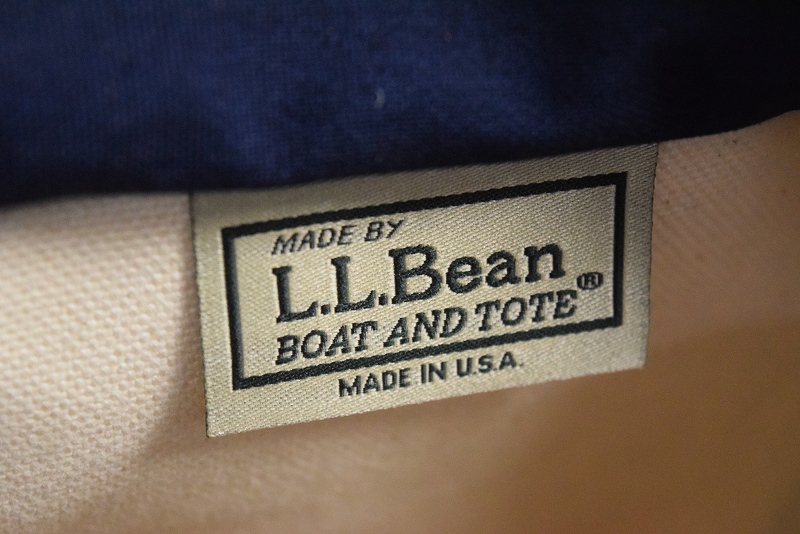 MADE BY
L.L.Bean
BOAT AND TOTE®
MADE IN U.S.A.